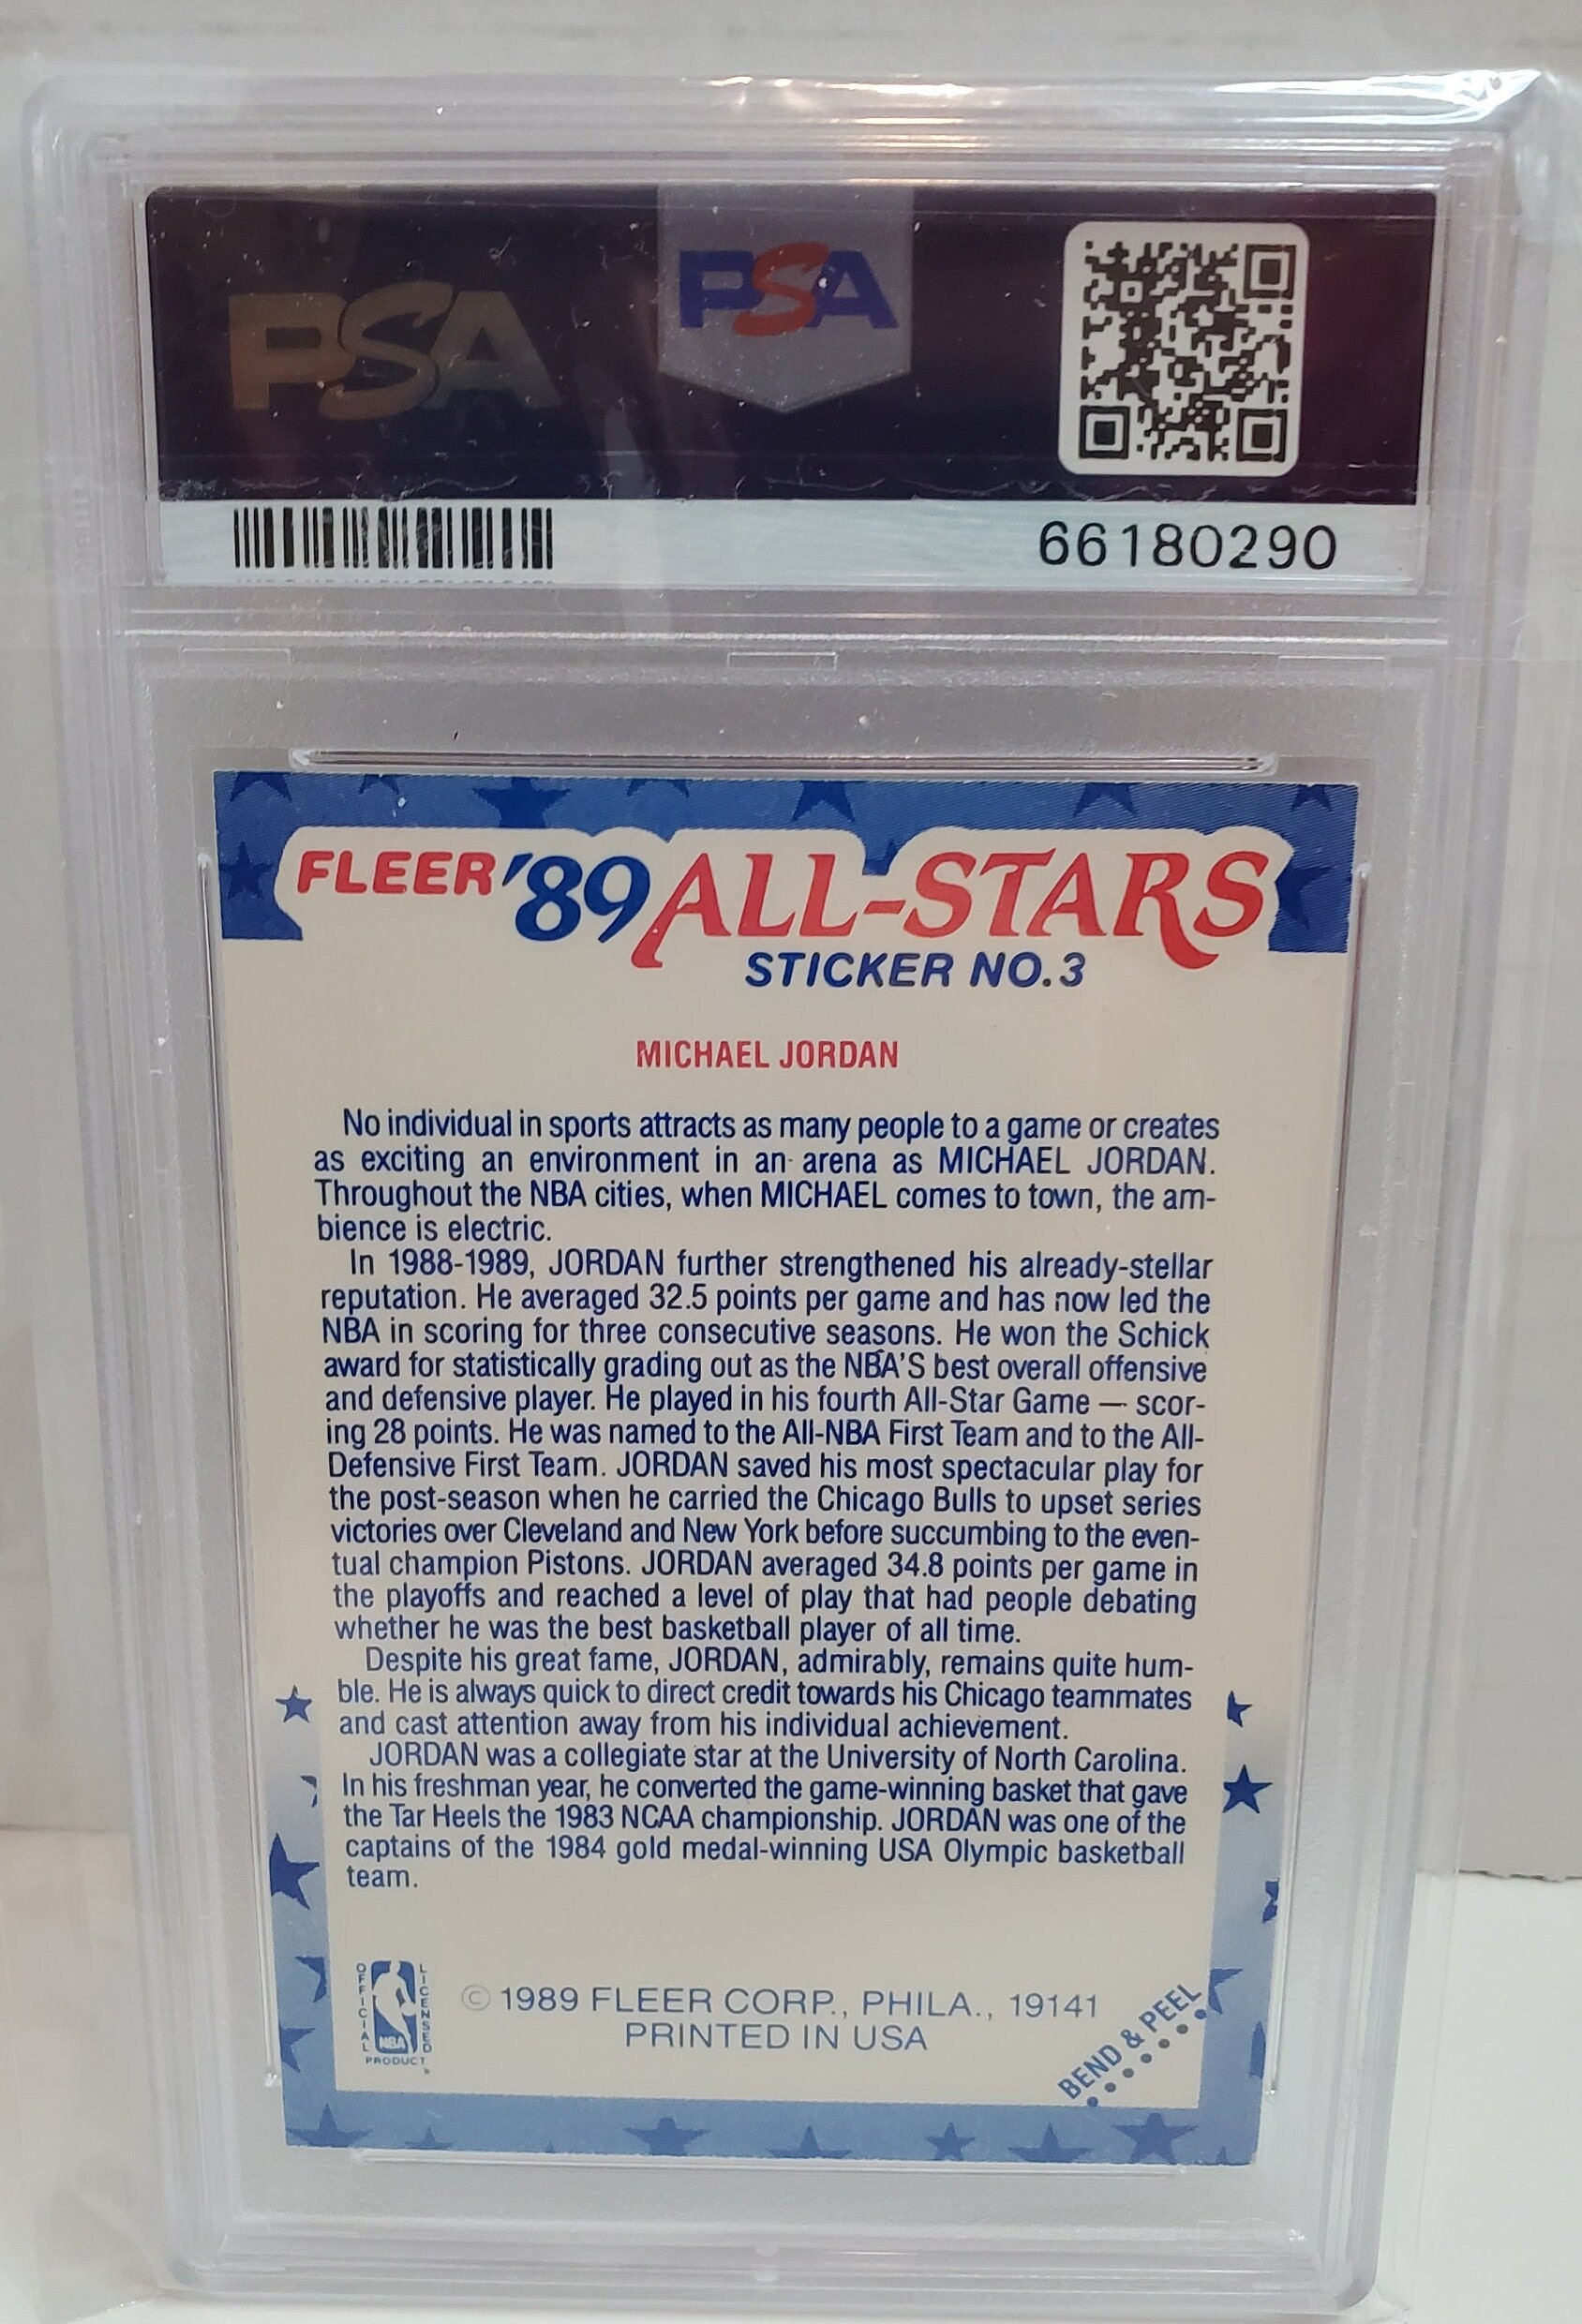 PSA
PSA
66180290
FLEER '89 ALL-STARS
STICKER NO. 3
MICHAEL JORDAN
No individual in sports attracts as many people to a game or creates
as exciting an environment in an arena as MICHAEL JORDAN.
Throughout the NBA cities, when MICHAEL comes to town, the am-
bience is electric.
In 1988-1989, JORDAN further strengthened his already-stellar
reputation. He averaged 32.5 points per game and has now led the
NBA in scoring for three consecutive seasons. He won the Schick
award for statistically grading out as the NBA'S best overall offensive
and defensive player. He played in his fourth All-Star Game — scor-
ing 28 points. He was named to the All-NBA First Team and to the All-
Defensive First Team. JORDAN saved his most spectacular play for
the post-season when he carried the Chicago Bulls to upset series
victories over Cleveland and New York before succumbing to the even-
tual champion Pistons. JORDAN averaged 34.8 points per game in
the playoffs and reached a level of play that had people debating
whether he was the best basketball player of all time.
Despite his great fame, JORDAN, admirably, remains quite hum-
ble. He is always quick to direct credit towards his Chicago teammates
and cast attention away from his individual achievement.
JORDAN was a collegiate star at the University of North Carolina.
In his freshman year, he converted the game-winning basket that gave
the Tar Heels the 1983 NCAA championship. JORDAN was one of the
captains of the 1984 gold medal-winning USA Olympic basketball
team.
OFFICIAL
NBA
LICENSED
PRODUCT
© 1989 FLEER CORP., PHILA., 19141
PRINTED IN USA
BEND & PEEL